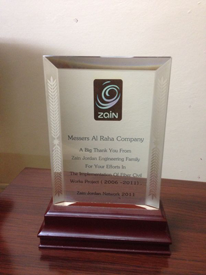 zain
Messers Al Raha Company
A Big Thank You From
Zain Jordan Engineering Family
For Your Efforts In
The Implementation Of
Works Project
Zain Jordan